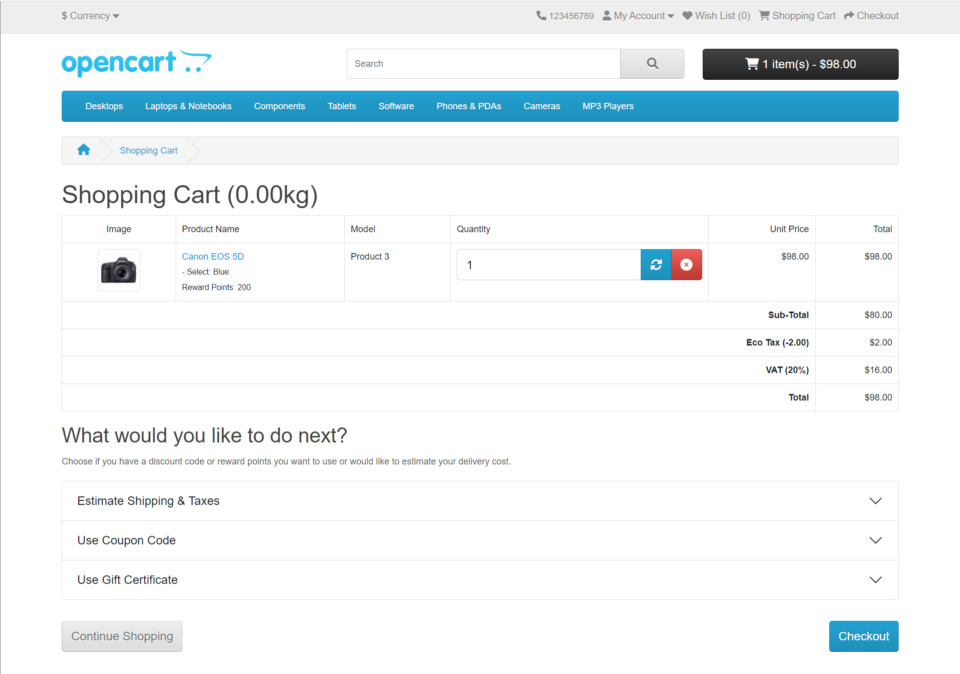 $ Currency
123456789 My Account Wish List (0) Shopping Cart Checkout
opencart
Search
1 item(s) - $98.00
Desktops Laptops & Notebooks Components Tablets Software Phones & PDAs Cameras MP3 Players
Shopping Cart
Shopping Cart (0.00kg)
Image Product Name Model Quantity Unit Price Total
Canon EOS 5D Product 3 1 $98.00 $98.00
- Select: Blue
Reward Points: 200
Sub-Total $80.00
Eco Tax (-2.00) $2.00
VAT (20%) $16.00
Total $98.00
What would you like to do next?
Choose if you have a discount code or reward points you want to use or would like to estimate your delivery cost.
Estimate Shipping & Taxes
Use Coupon Code
Use Gift Certificate
Continue Shopping Checkout